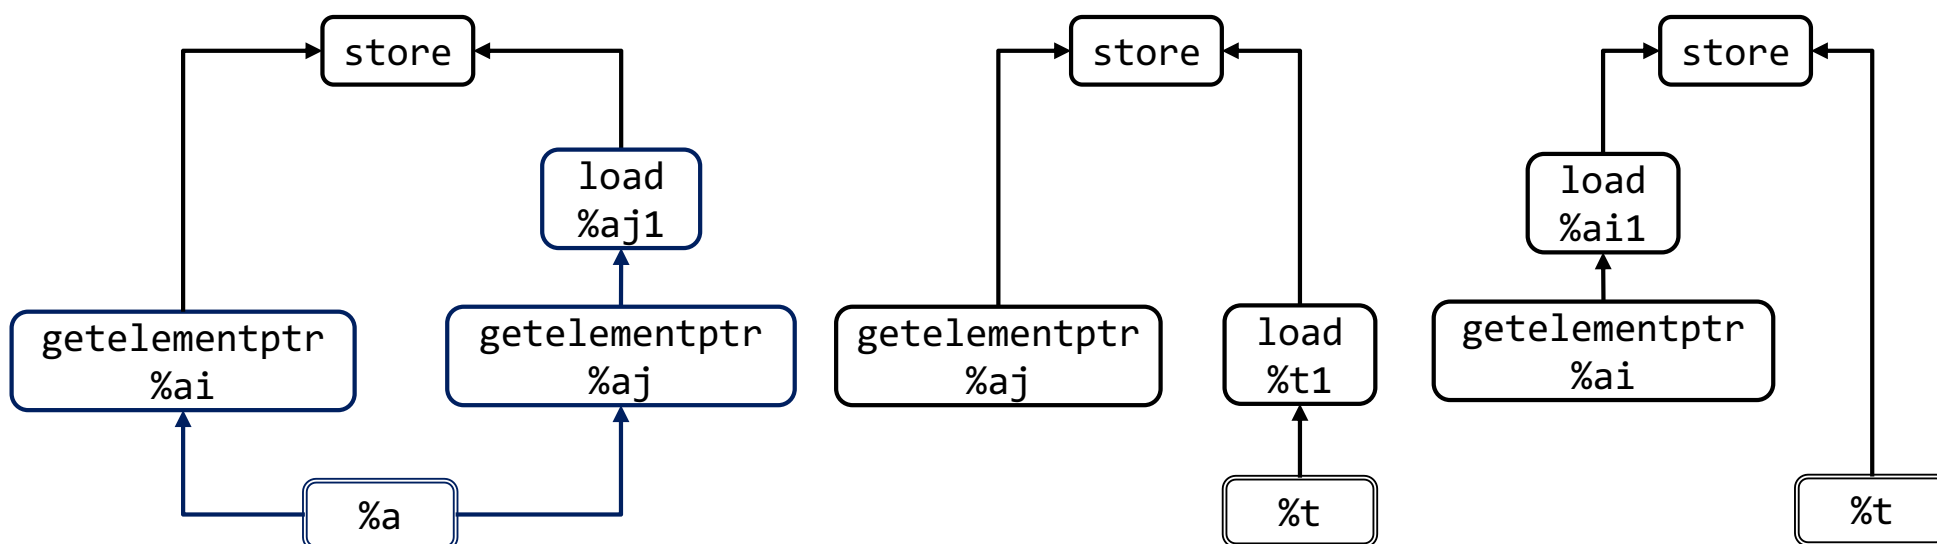 store
load
%aj1
getelementptr
%ai
getelementptr
%aj
%a
store
getelementptr
%aj
load
%t1
%t
store
load
%ai1
getelementptr
%ai
%t